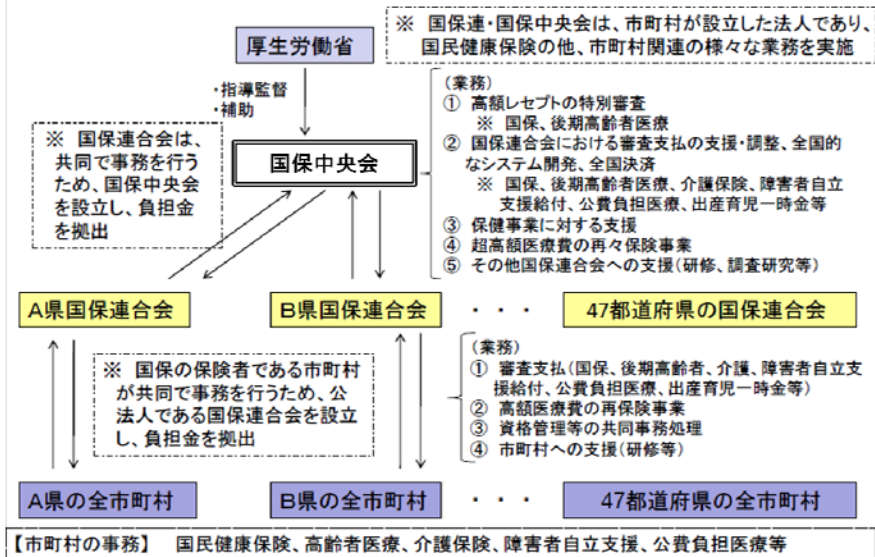 厚生労働省
※ 国保連・国保中央会は、市町村が設立した法人であり、
国民健康保険の他、市町村関連の様々な業務を実施
・指導監督
・補助
※ 国保連合会は、
共同で事務を行う
ため、国保中央会
を設立し、負担金
を拠出
国保中央会
(業務)
① 高額レセプトの特別審査
※ 国保、後期高齢者医療
② 国保連合会における審査支払の支援・調整、全国的
なシステム開発、全国決済
※ 国保、後期高齢者医療、介護保険、障害者自立
支援給付、公費負担医療、出産育児一時金等
③ 保健事業に対する支援
④ 超高額医療費の再々保険事業
⑤ その他国保連合会への支援(研修、調査研究等)
A県国保連合会
B県国保連合会
・ ・ ・
47都道府県の国保連合会
※ 国保の保険者である市町村
が共同で事務を行うため、公
法人である国保連合会を設立
し、負担金を拠出
(業務)
① 審査支払(国保、後期高齢者、介護、障害者自立支
援給付、公費負担医療、出産育児一時金等)
② 高額医療費の再保険事業
③ 資格管理等の共同事務処理
④ 市町村への支援(研修等)
A県の全市町村
B県の全市町村
・ ・ ・
47都道府県の全市町村
【市町村の事務】 国民健康保険、高齢者医療、介護保険、障害者自立支援、公費負担医療等